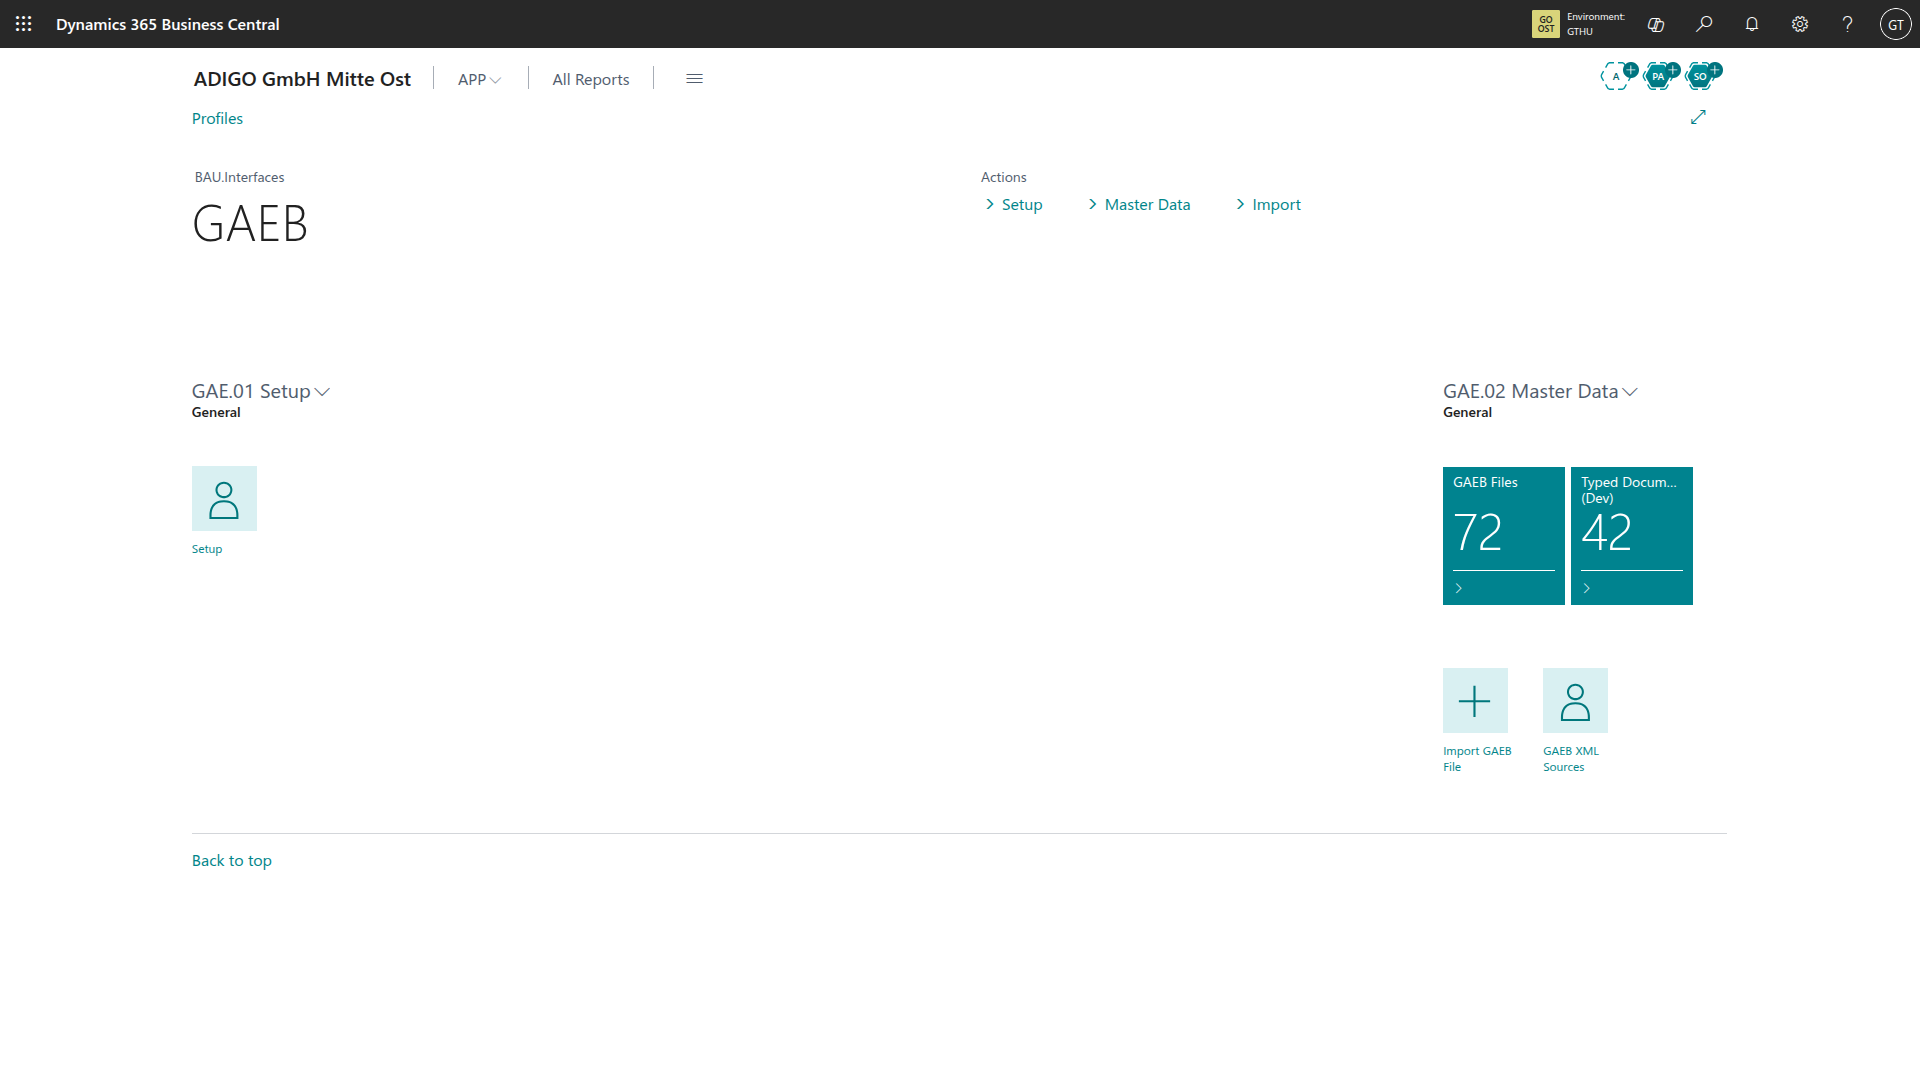 Dynamics 365 Business Central
GO
OST
Environment:
GTHU
?
GT
ADIGO GmbH Mitte Ost
APP
All Reports
A
PA
SO
Profiles
BAU.Interfaces
GAEB
Actions
Setup
Master Data
Import
GAE.01 Setup
General
Setup
GAE.02 Master Data
General
GAEB Files
72
Typed Docum...
(Dev)
42
Import GAEB
File
GAEB XML
Sources
Back to top